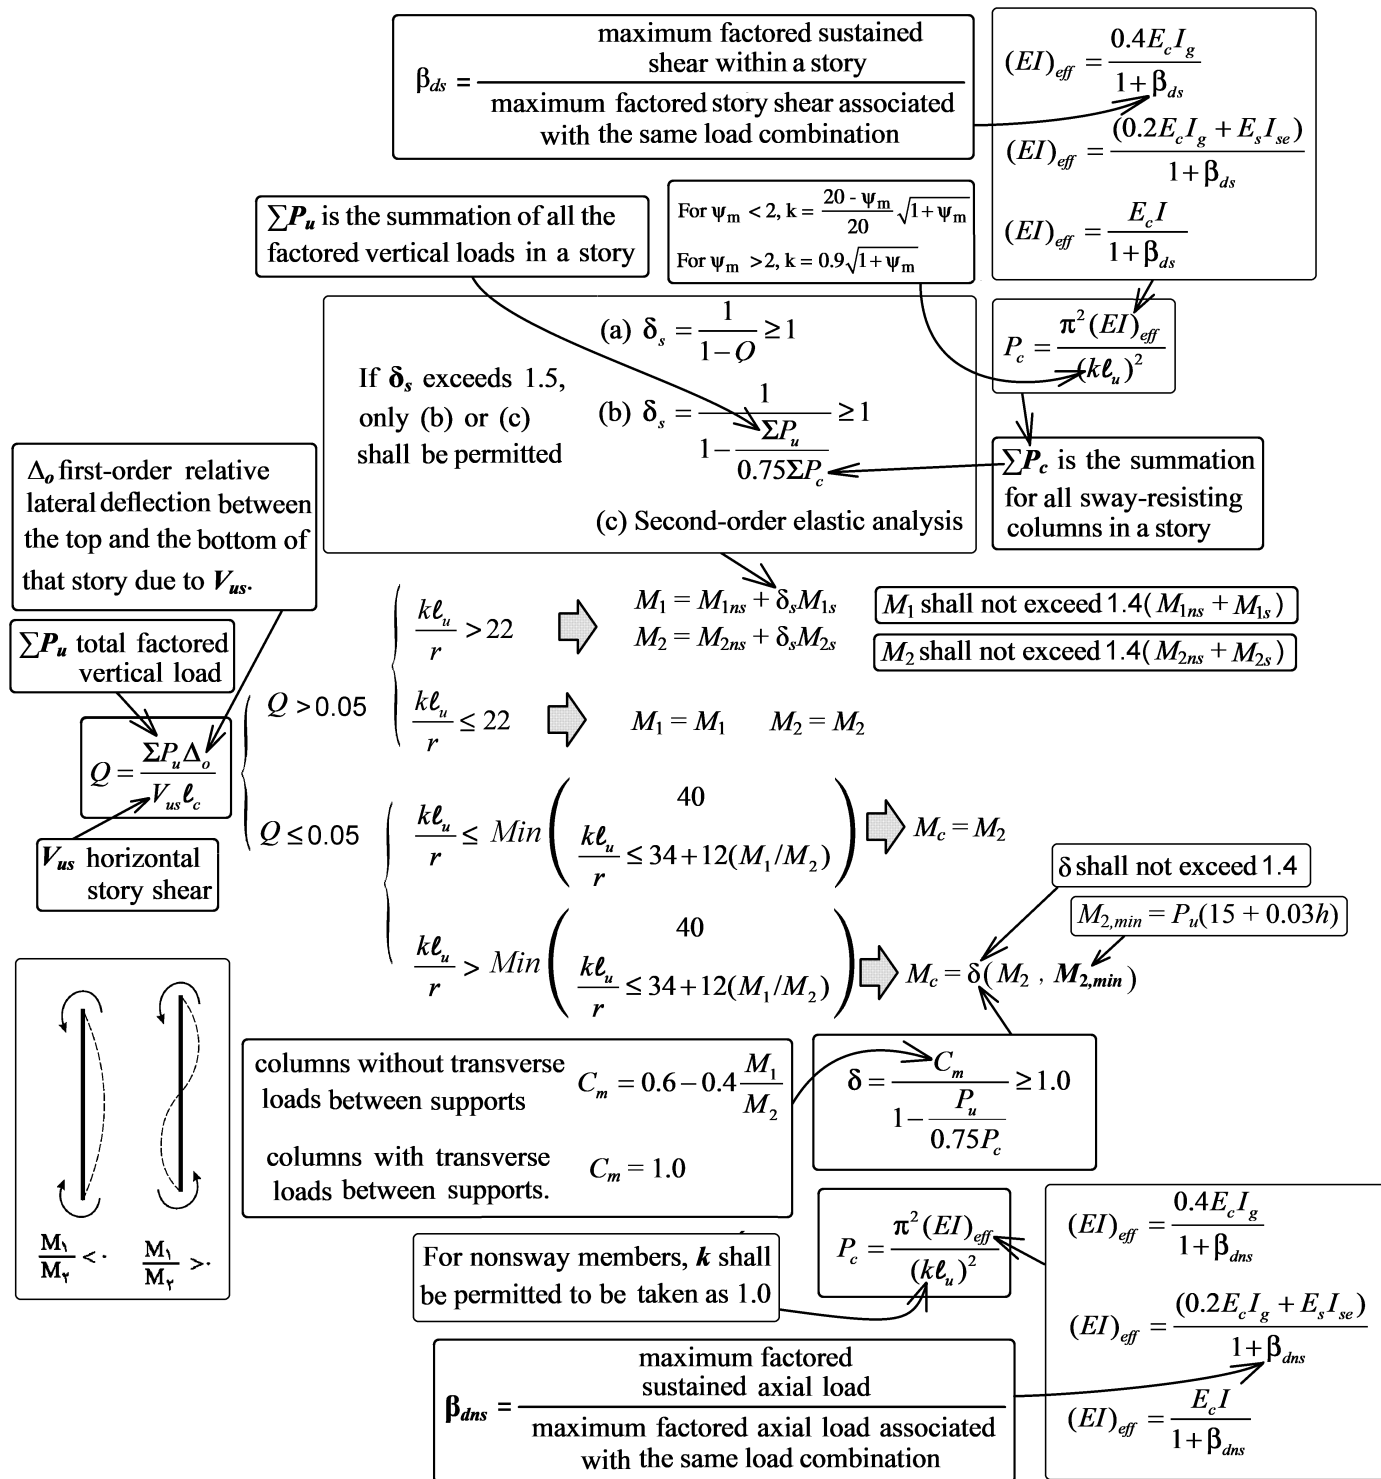 β_ds = maximum factored sustained shear within a story / maximum factored story shear associated with the same load combination
(EI)_eff = 0.4E_cI_g / 1+β_ds
(EI)_eff = (0.2E_cI_g + E_sI_se) / 1+β_ds
(EI)_eff = E_cI / 1+β_ds
∑P_u is the summation of all the
factored vertical loads in a story
For ψ_m < 2, k = 20 - ψ_m / 20 √1+ψ_m
For ψ_m >2, k = 0.9√1+ψ_m
P_c = π²(EI)_eff / (kℓ_u)²
∑P_c is the summation
for all sway-resisting
columns in a story
If δ_s exceeds 1.5,
only (b) or (c)
shall be permitted
(a) δ_s = 1 / 1−Q ≥ 1
(b) δ_s = 1 / 1 − ΣP_u / 0.75ΣP_c ≥ 1
(c) Second-order elastic analysis
Δ_o first-order relative
lateral deflection between
the top and the bottom of
that story due to V_us.
∑P_u total factored
vertical load
Q = ΣP_uΔ_o / V_usℓ_c
V_us horizontal
story shear
Q > 0.05
kℓ_u / r > 22
M_1 = M_1ns + δ_sM_1s
M_2 = M_2ns + δ_sM_2s
M_1 shall not exceed 1.4(M_1ns + M_1s)
M_2 shall not exceed 1.4(M_2ns + M_2s)
kℓ_u / r ≤ 22
M_1 = M_1 M_2 = M_2
Q ≤ 0.05
kℓ_u / r ≤ Min ( 40
kℓ_u / r ≤ 34+12(M_1/M_2) )
M_c = M_2
kℓ_u / r > Min ( 40
kℓ_u / r ≤ 34+12(M_1/M_2) )
M_c = δ(M_2 , M_2,min)
δ shall not exceed 1.4
M_2,min = P_u(15 + 0.03h)
M_١ / M_٢ < ٠
M_١ / M_٢ > ٠
columns without transverse
loads between supports
C_m = 0.6 − 0.4 M_1 / M_2
columns with transverse
loads between supports.
C_m = 1.0
δ = C_m / 1 − P_u / 0.75P_c ≥ 1.0
For nonsway members, k shall
be permitted to be taken as 1.0
P_c = π²(EI)_eff / (kℓ_u)²
(EI)_eff = 0.4E_cI_g / 1+β_dns
(EI)_eff = (0.2E_cI_g + E_sI_se) / 1+β_dns
(EI)_eff = E_cI / 1+β_dns
β_dns = maximum factored sustained axial load / maximum factored axial load associated with the same load combination